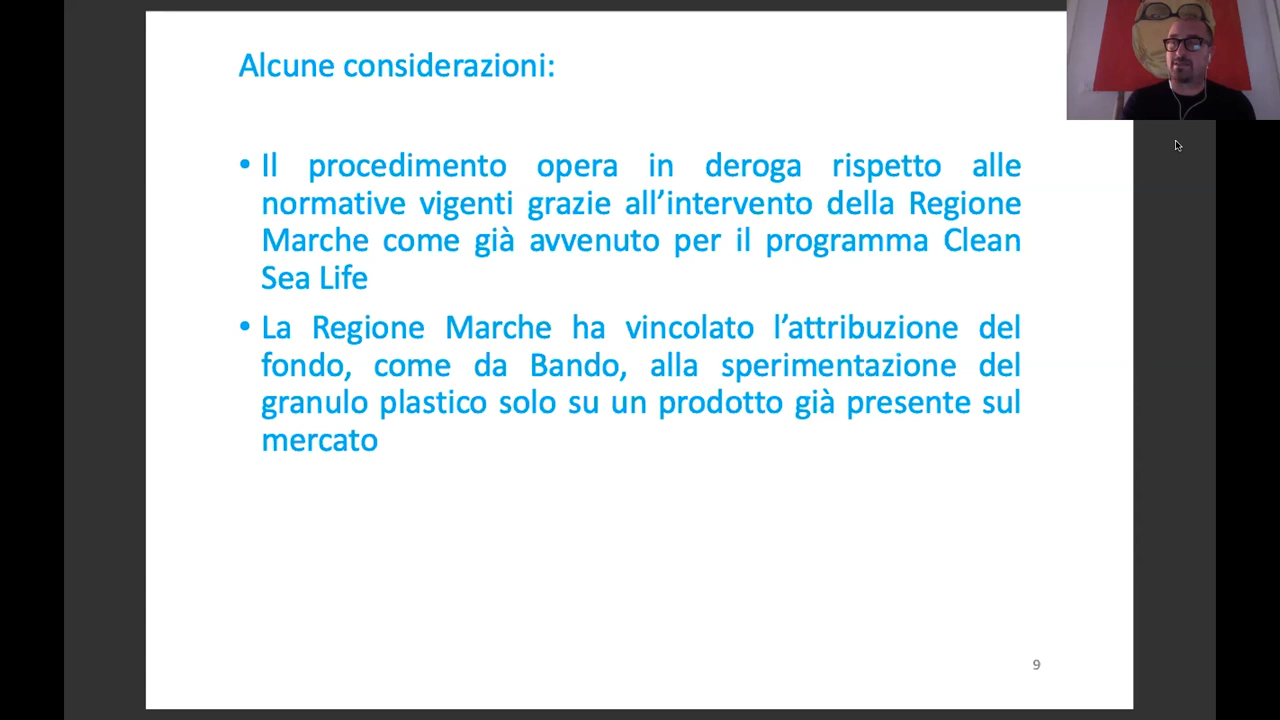 Alcune considerazioni:
• Il procedimento opera in deroga rispetto alle
normative vigenti grazie all’intervento della Regione
Marche come già avvenuto per il programma Clean
Sea Life
• La Regione Marche ha vincolato l’attribuzione del
fondo, come da Bando, alla sperimentazione del
granulo plastico solo su un prodotto già presente sul
mercato
9